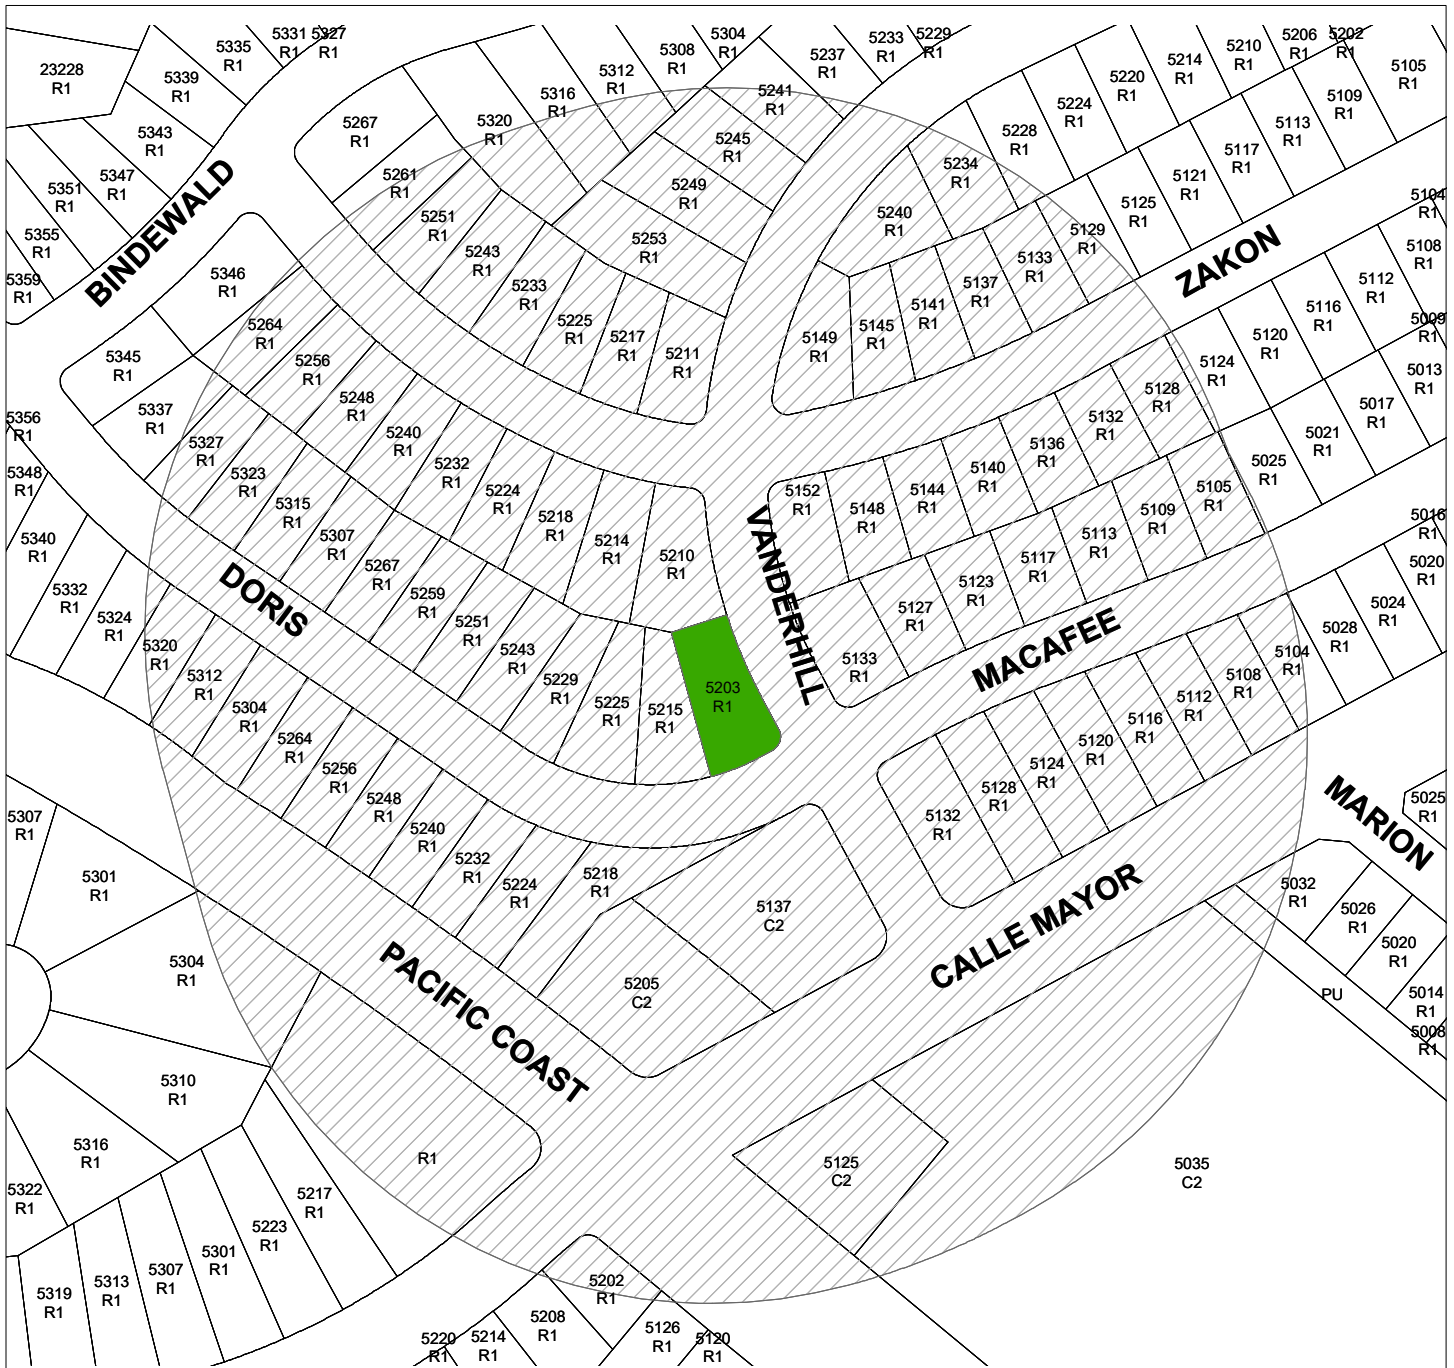 5335
R1
5331
R1
5327
R1
23228
R1
5339
R1
5343
R1
5347
R1
5351
R1
5355
R1
5359
R1
BINDEWALD
5267
R1
5320
R1
5316
R1
5312
R1
5308
R1
5304
R1
5237
R1
5233
R1
5229
R1
5241
R1
5245
R1
5249
R1
5253
R1
5261
R1
5251
R1
5243
R1
5233
R1
5225
R1
5217
R1
5211
R1
5240
R1
5234
R1
5228
R1
5224
R1
5220
R1
5214
R1
5210
R1
5206
R1
5202
R1
5105
R1
5109
R1
5113
R1
5117
R1
5121
R1
5125
R1
5129
R1
5133
R1
5137
R1
5141
R1
5145
R1
5149
R1
ZAKON
5104
R1
5108
R1
5112
R1
5116
R1
5120
R1
5124
R1
5128
R1
5132
R1
5136
R1
5140
R1
5144
R1
5148
R1
5152
R1
5009
R1
5013
R1
5017
R1
5021
R1
5025
R1
5105
R1
5109
R1
5113
R1
5117
R1
5123
R1
5127
R1
5133
R1
VANDERHILL
MACAFEE
5346
R1
5345
R1
5337
R1
5264
R1
5256
R1
5248
R1
5240
R1
5232
R1
5224
R1
5218
R1
5214
R1
5210
R1
5327
R1
5323
R1
5315
R1
5307
R1
5267
R1
5259
R1
5251
R1
5243
R1
5229
R1
5225
R1
5215
R1
5203
R1
DORIS
5356
R1
5348
R1
5340
R1
5332
R1
5324
R1
5320
R1
5312
R1
5304
R1
5264
R1
5256
R1
5248
R1
5240
R1
5232
R1
5224
R1
5218
R1
5137
C2
5205
C2
5016
R1
5020
R1
5024
R1
5028
R1
5104
R1
5108
R1
5112
R1
5116
R1
5120
R1
5124
R1
5128
R1
5132
R1
CALLE MAYOR
MARION
5025
R1
5032
R1
5026
R1
5020
R1
5014
R1
5008
R1
PU
PACIFIC COAST
5307
R1
5301
R1
5304
R1
5310
R1
5316
R1
5322
R1
5319
R1
5313
R1
5307
R1
5301
R1
5223
R1
5217
R1
R1
5125
C2
5035
C2
5202
R1
5208
R1
5214
R1
5220
R1
5126
R1
5120
R1